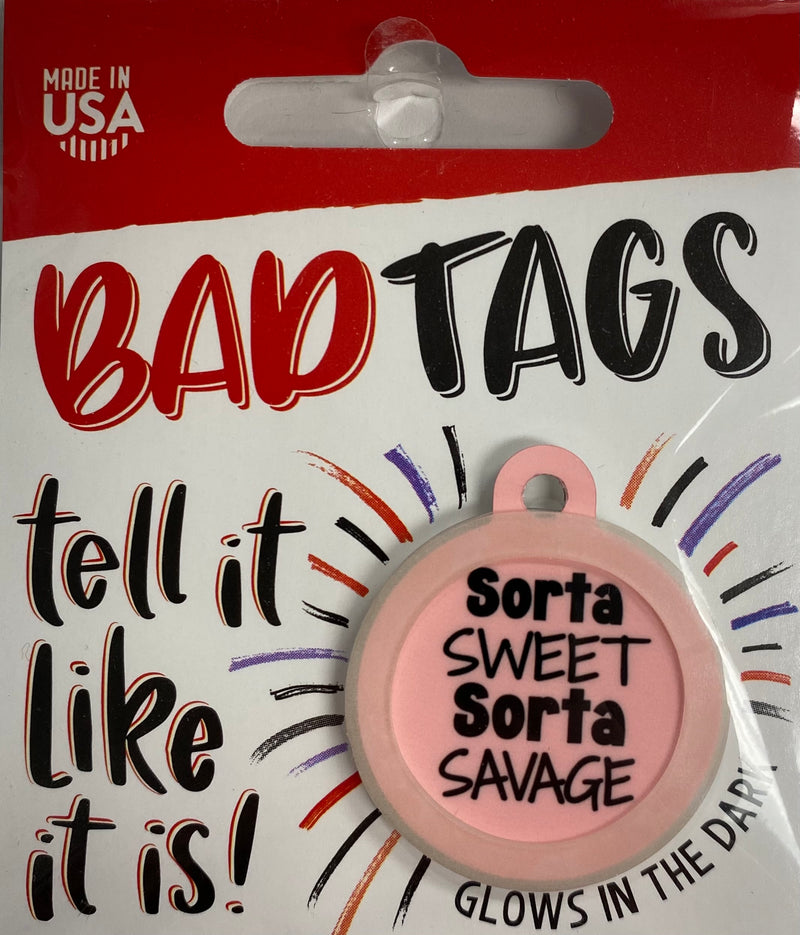 MADE IN
USA
BAD TAGS
tell it
like
it is!
Sorta
SWEET
Sorta
SAVAGE
GLOWS IN THE DARK